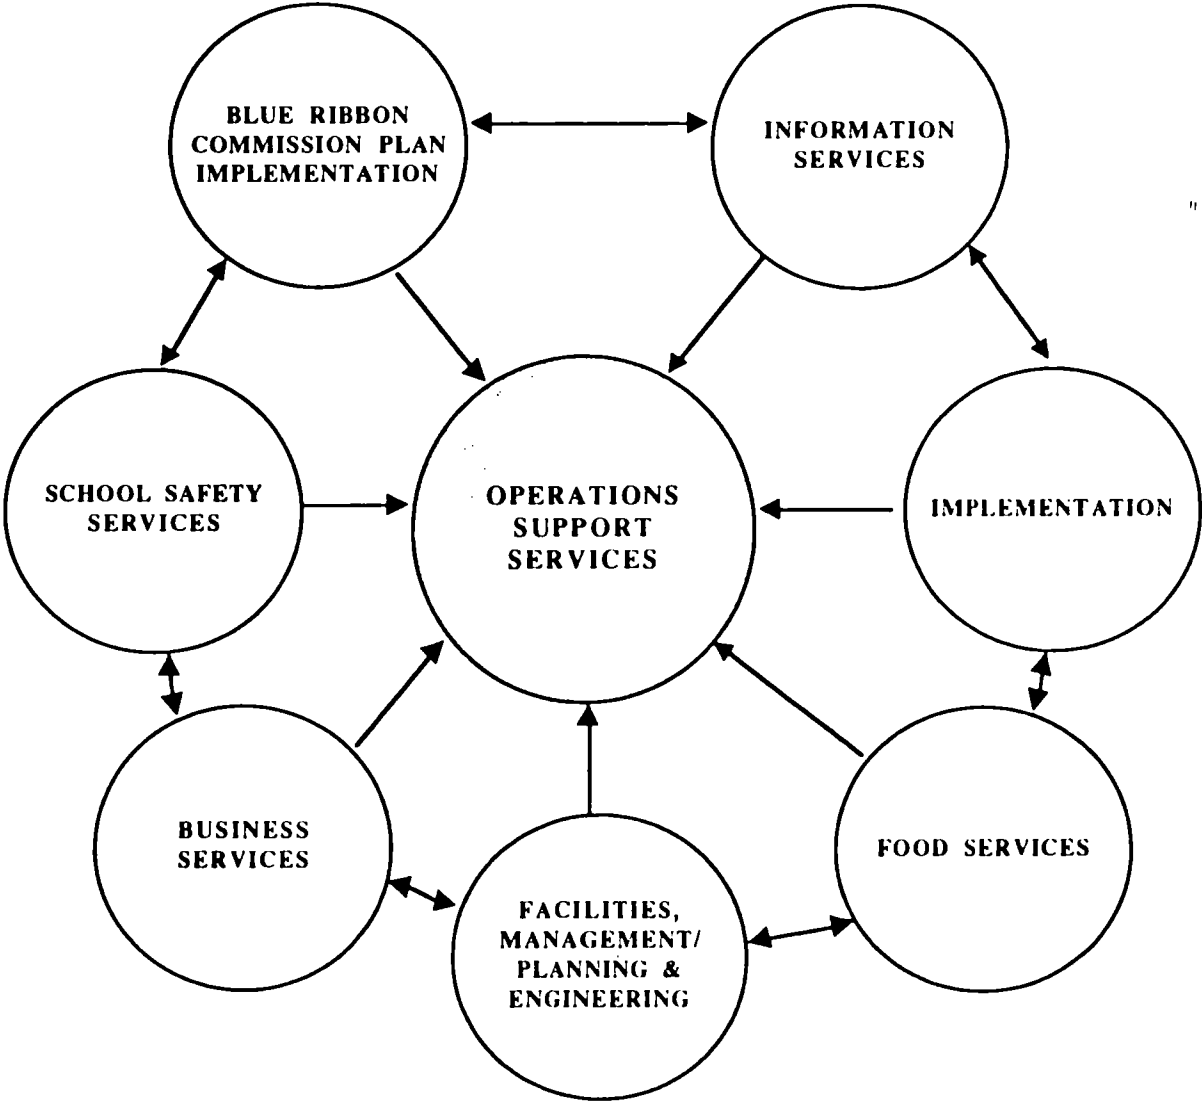 BLUE RIBBON
COMMISSION PLAN
IMPLEMENTATION
INFORMATION
SERVICES
SCHOOL SAFETY
SERVICES
OPERATIONS
SUPPORT
SERVICES
IMPLEMENTATION
BUSINESS
SERVICES
FACILITIES,
MANAGEMENT/
PLANNING &
ENGINEERING
FOOD SERVICES